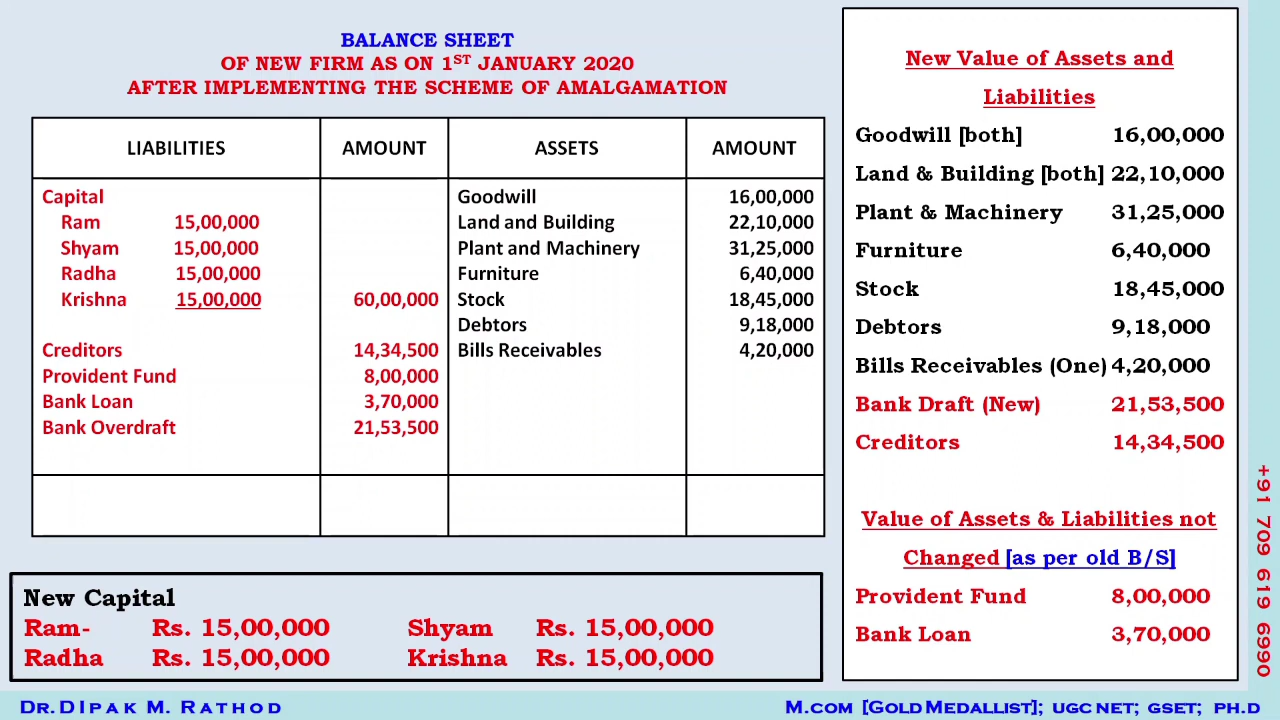 BALANCE SHEET
OF NEW FIRM AS ON 1ST JANUARY 2020
AFTER IMPLEMENTING THE SCHEME OF AMALGAMATION
LIABILITIES AMOUNT ASSETS AMOUNT
Capital Goodwill 16,00,000
Ram 15,00,000 Land and Building 22,10,000
Shyam 15,00,000 Plant and Machinery 31,25,000
Radha 15,00,000 Furniture 6,40,000
Krishna 15,00,000 60,00,000 Stock 18,45,000
Debtors 9,18,000
Creditors 14,34,500 Bills Receivables 4,20,000
Provident Fund 8,00,000
Bank Loan 3,70,000
Bank Overdraft 21,53,500
New Capital
Ram- Rs. 15,00,000 Shyam Rs. 15,00,000
Radha Rs. 15,00,000 Krishna Rs. 15,00,000
New Value of Assets and
Liabilities
Goodwill [both] 16,00,000
Land & Building [both] 22,10,000
Plant & Machinery 31,25,000
Furniture 6,40,000
Stock 18,45,000
Debtors 9,18,000
Bills Receivables (One) 4,20,000
Bank Draft (New) 21,53,500
Creditors 14,34,500
Value of Assets & Liabilities not
Changed [as per old B/S]
Provident Fund 8,00,000
Bank Loan 3,70,000
+91 709 619 6990
DR. DIPAK M. RATHOD
M.COM [GOLD MEDALLIST]; UGC NET; GSET; PH.D